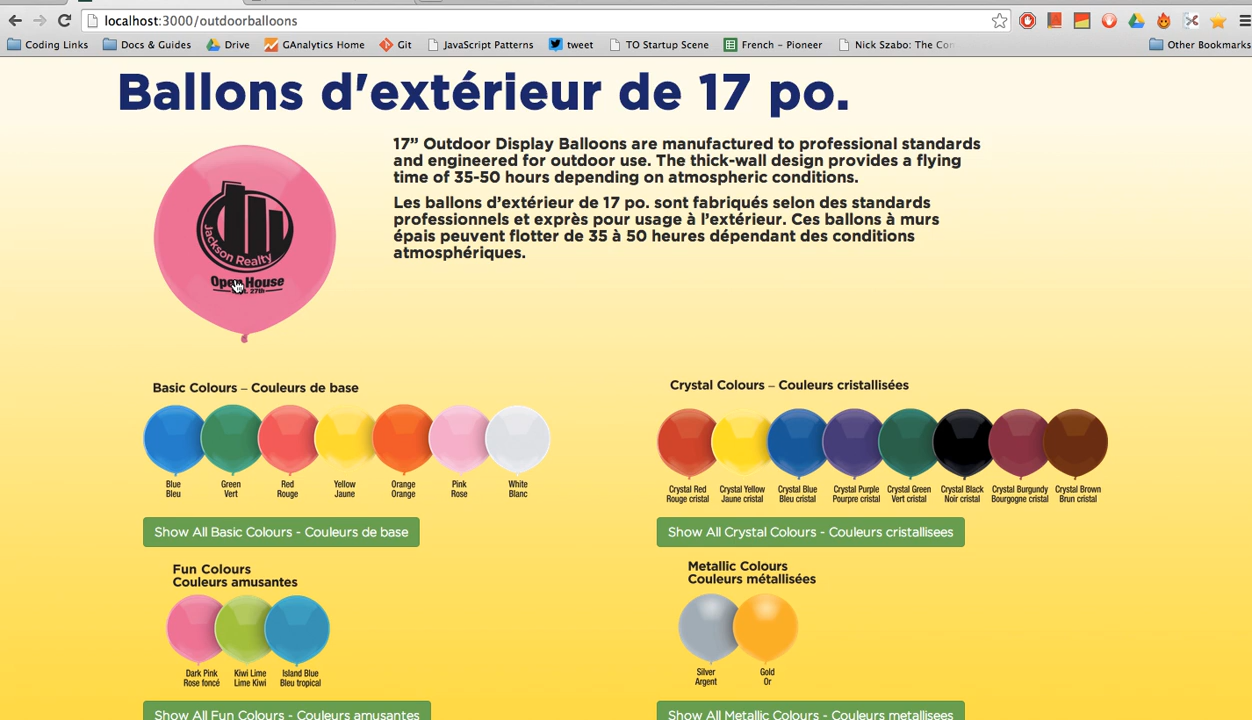 localhost:3000/outdoorballoons
Coding Links Docs & Guides Drive GAnalytics Home Git JavaScript Patterns tweet TO Startup Scene French – Pioneer Nick Szabo: The Con Other Bookmarks
Ballons d'extérieur de 17 po.
17” Outdoor Display Balloons are manufactured to professional standards
and engineered for outdoor use. The thick-wall design provides a flying
time of 35-50 hours depending on atmospheric conditions.
Les ballons d’extérieur de 17 po. sont fabriqués selon des standards
professionnels et exprès pour usage à l’extérieur. Ces ballons à murs
épais peuvent flotter de 35 à 50 heures dépendant des conditions
atmosphériques.
Jackson Realty
Open House
Sept. 27th
Basic Colours – Couleurs de base
Blue Green Red Yellow Orange Pink White
Bleu Vert Rouge Jaune Orange Rose Blanc
Show All Basic Colours - Couleurs de base
Crystal Colours – Couleurs cristallisées
Crystal Red Crystal Yellow Crystal Blue Crystal Purple Crystal Green Crystal Black Crystal Burgundy Crystal Brown
Rouge cristal Jaune cristal Bleu cristal Pourpre cristal Vert cristal Noir cristal Bourgogne cristal Brun cristal
Show All Crystal Colours - Couleurs cristallisees
Fun Colours
Couleurs amusantes
Dark Pink Kiwi Lime Island Blue
Rose foncé Lime Kiwi Bleu tropical
Show All Fun Colours - Couleurs amusantes
Metallic Colours
Couleurs métallisées
Silver Gold
Argent Or
Show All Metallic Colours - Couleurs metallisees